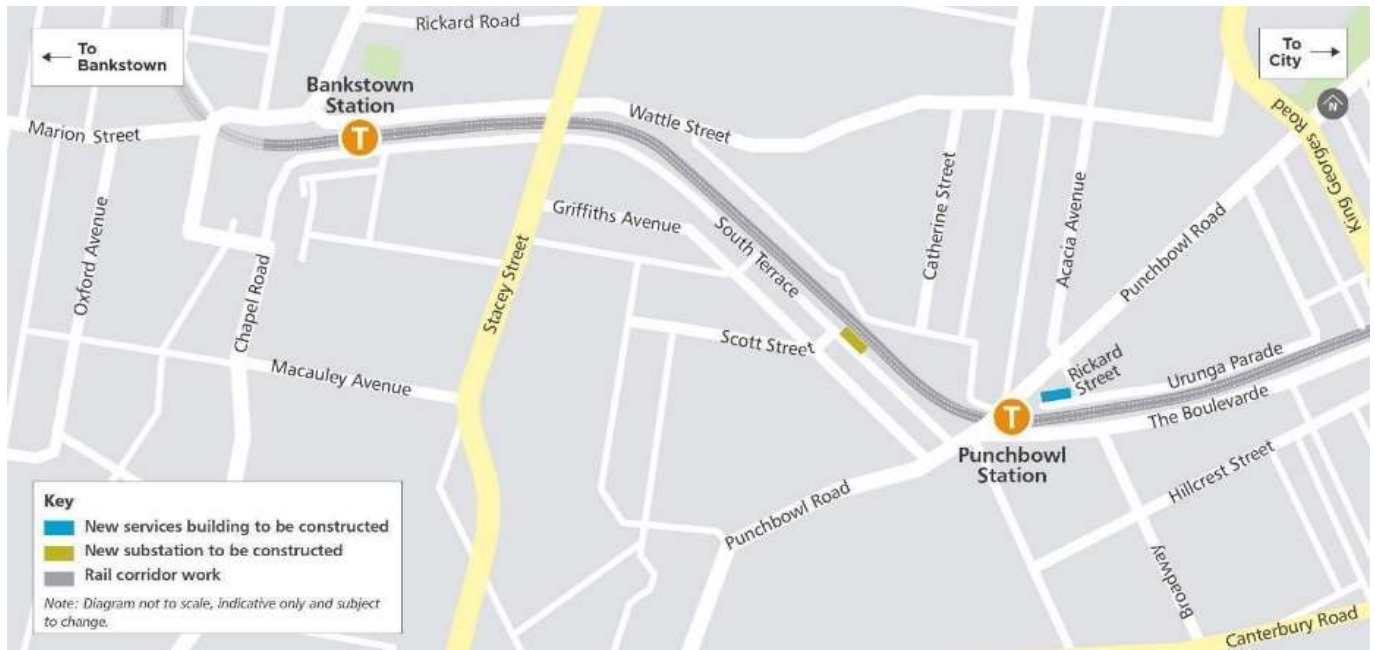 To
Bankstown
Rickard Road
To
City
Bankstown
Station
T
N
Marion Street
Wattle Street
King Georges Road
Oxford Avenue
Chapel Road
Stacey Street
Griffiths Avenue
South Terrace
Catherine Street
Acacia Avenue
Punchbowl Road
Scott Street
Macauley Avenue
Rickard
Street
Urunga Parade
The Boulevarde
T
Punchbowl
Station
Hillcrest Street
Punchbowl Road
Broadway
Canterbury Road
Key
New services building to be constructed
New substation to be constructed
Rail corridor work
Note: Diagram not to scale, indicative only and subject
to change.